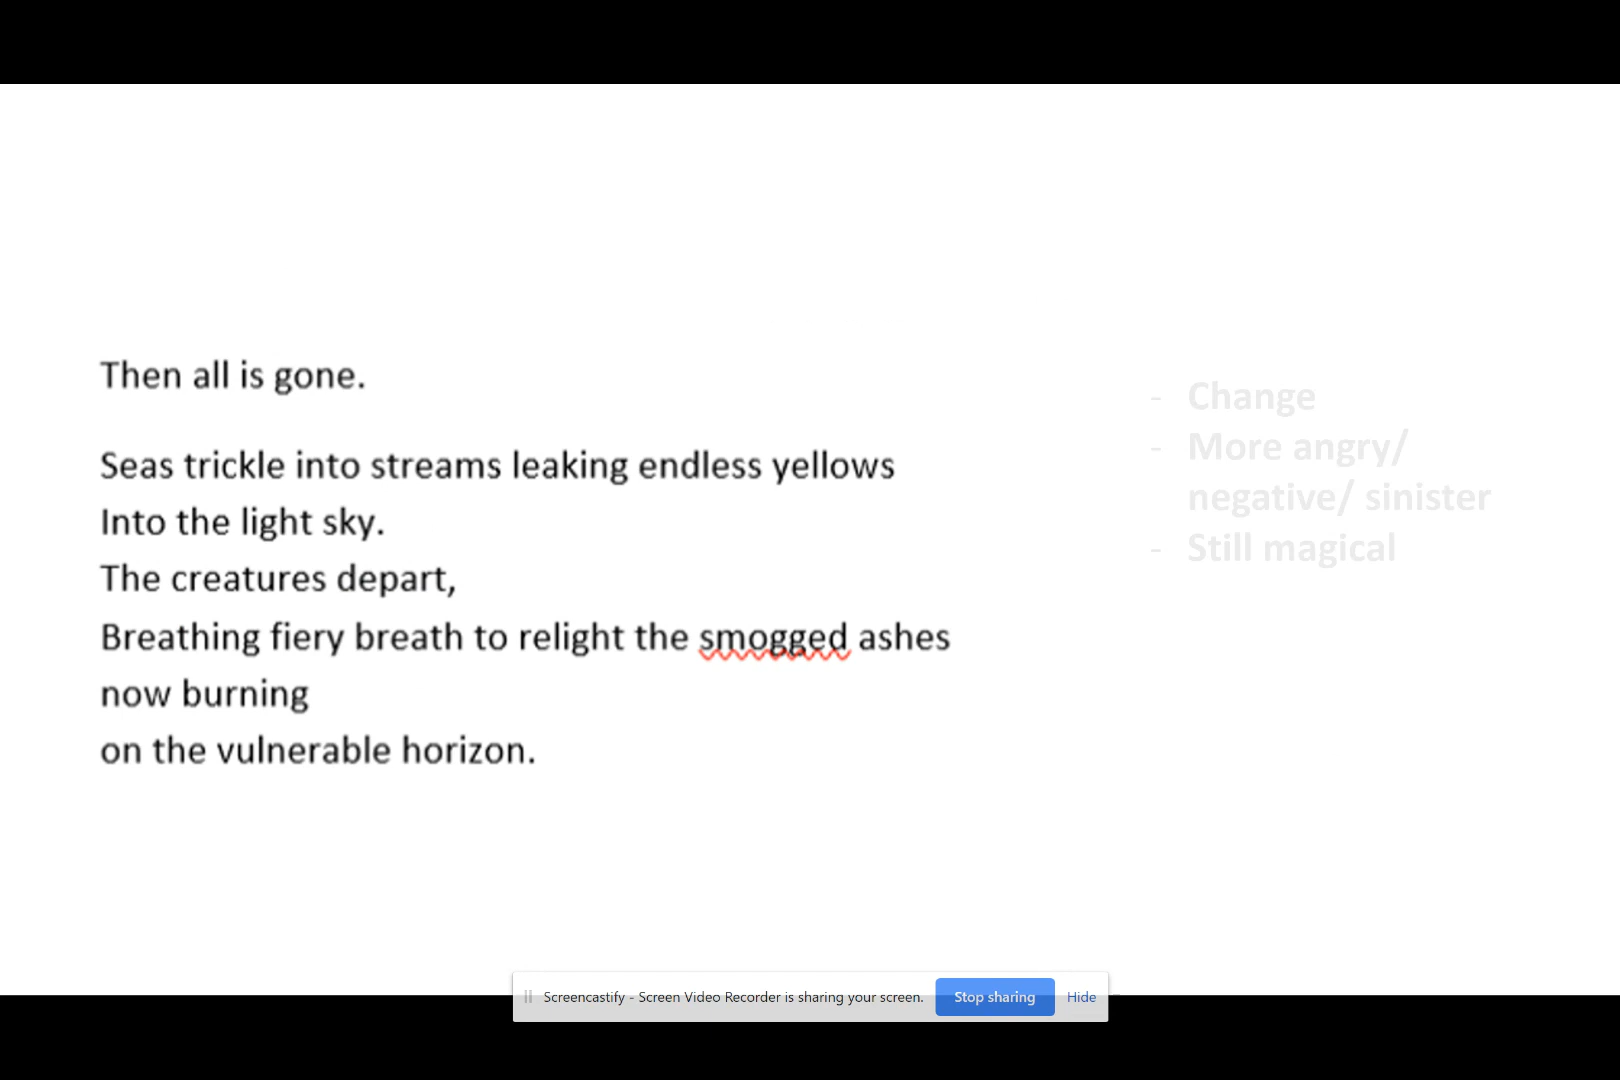 Then all is gone.
Seas trickle into streams leaking endless yellows
Into the light sky.
The creatures depart,
Breathing fiery breath to relight the smogged ashes
now burning
on the vulnerable horizon.
- Change
- More angry/
negative/ sinister
- Still magical
Screencastify - Screen Video Recorder is sharing your screen.
Stop sharing
Hide